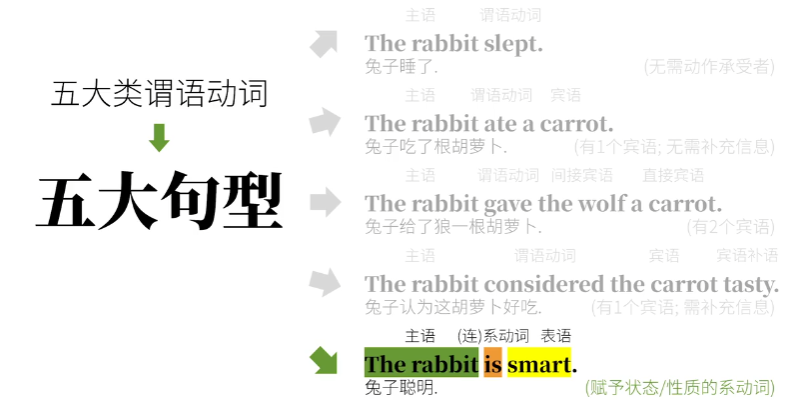 五大类谓语动词
五大句型
主语 谓语动词
The rabbit slept.
兔子睡了. (无需动作承受者)
主语 谓语动词 宾语
The rabbit ate a carrot.
兔子吃了根胡萝卜. (有1个宾语; 无需补充信息)
主语 谓语动词 间接宾语 直接宾语
The rabbit gave the wolf a carrot.
兔子给了狼一根胡萝卜. (有2个宾语)
主语 谓语动词 宾语 宾语补语
The rabbit considered the carrot tasty.
兔子认为这胡萝卜好吃. (有1个宾语; 需补充信息)
主语 (连)系动词 表语
The rabbit is smart.
兔子聪明. (赋予状态/性质的系动词)